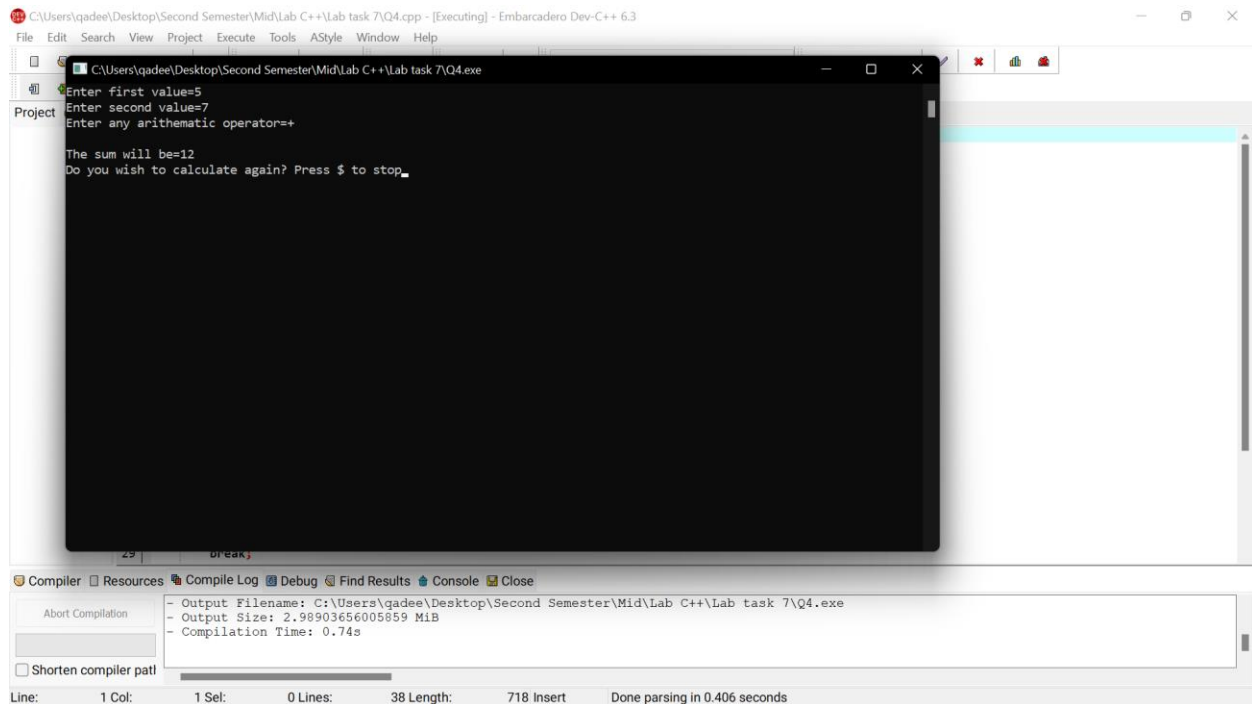 C:\Users\qadee\Desktop\Second Semester\Mid\Lab C++\Lab task 7\Q4.cpp - [Executing] - Embarcadero Dev-C++ 6.3
File Edit Search View Project Execute Tools AStyle Window Help
C:\Users\qadee\Desktop\Second Semester\Mid\Lab C++\Lab task 7\Q4.exe
Enter first value=5
Project
Enter second value=7
Enter any arithematic operator=+
The sum will be=12
Do you wish to calculate again? Press $ to stop
29 break;
Compiler Resources Compile Log Debug Find Results Console Close
Abort Compilation
- Output Filename: C:\Users\qadee\Desktop\Second Semester\Mid\Lab C++\Lab task 7\Q4.exe
- Output Size: 2.98903656005859 MiB
- Compilation Time: 0.74s
Shorten compiler patl
Line: 1 Col: 1 Sel: 0 Lines: 38 Length: 718 Insert Done parsing in 0.406 seconds